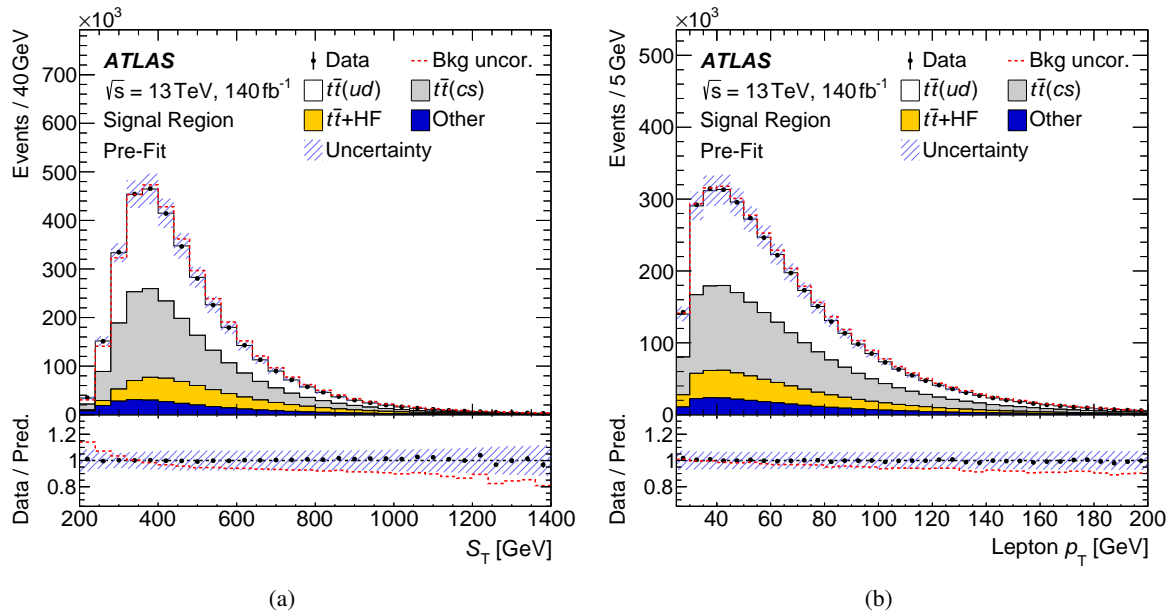 ×10³
Events / 40 GeV
700
600
500
400
300
200
100
0
ATLAS
√s = 13 TeV, 140 fb⁻¹
Signal Region
Pre-Fit
Data
Bkg uncor.
tt̄(ud)
tt̄(cs)
tt̄+HF
Other
Uncertainty
Data / Pred.
1.2
1
0.8
200 400 600 800 1000 1200 1400
S_T [GeV]
(a)
×10³
Events / 5 GeV
500
400
300
200
100
0
ATLAS
√s = 13 TeV, 140 fb⁻¹
Signal Region
Pre-Fit
Data
Bkg uncor.
tt̄(ud)
tt̄(cs)
tt̄+HF
Other
Uncertainty
Data / Pred.
1.2
1
0.8
40 60 80 100 120 140 160 180 200
Lepton p_T [GeV]
(b)